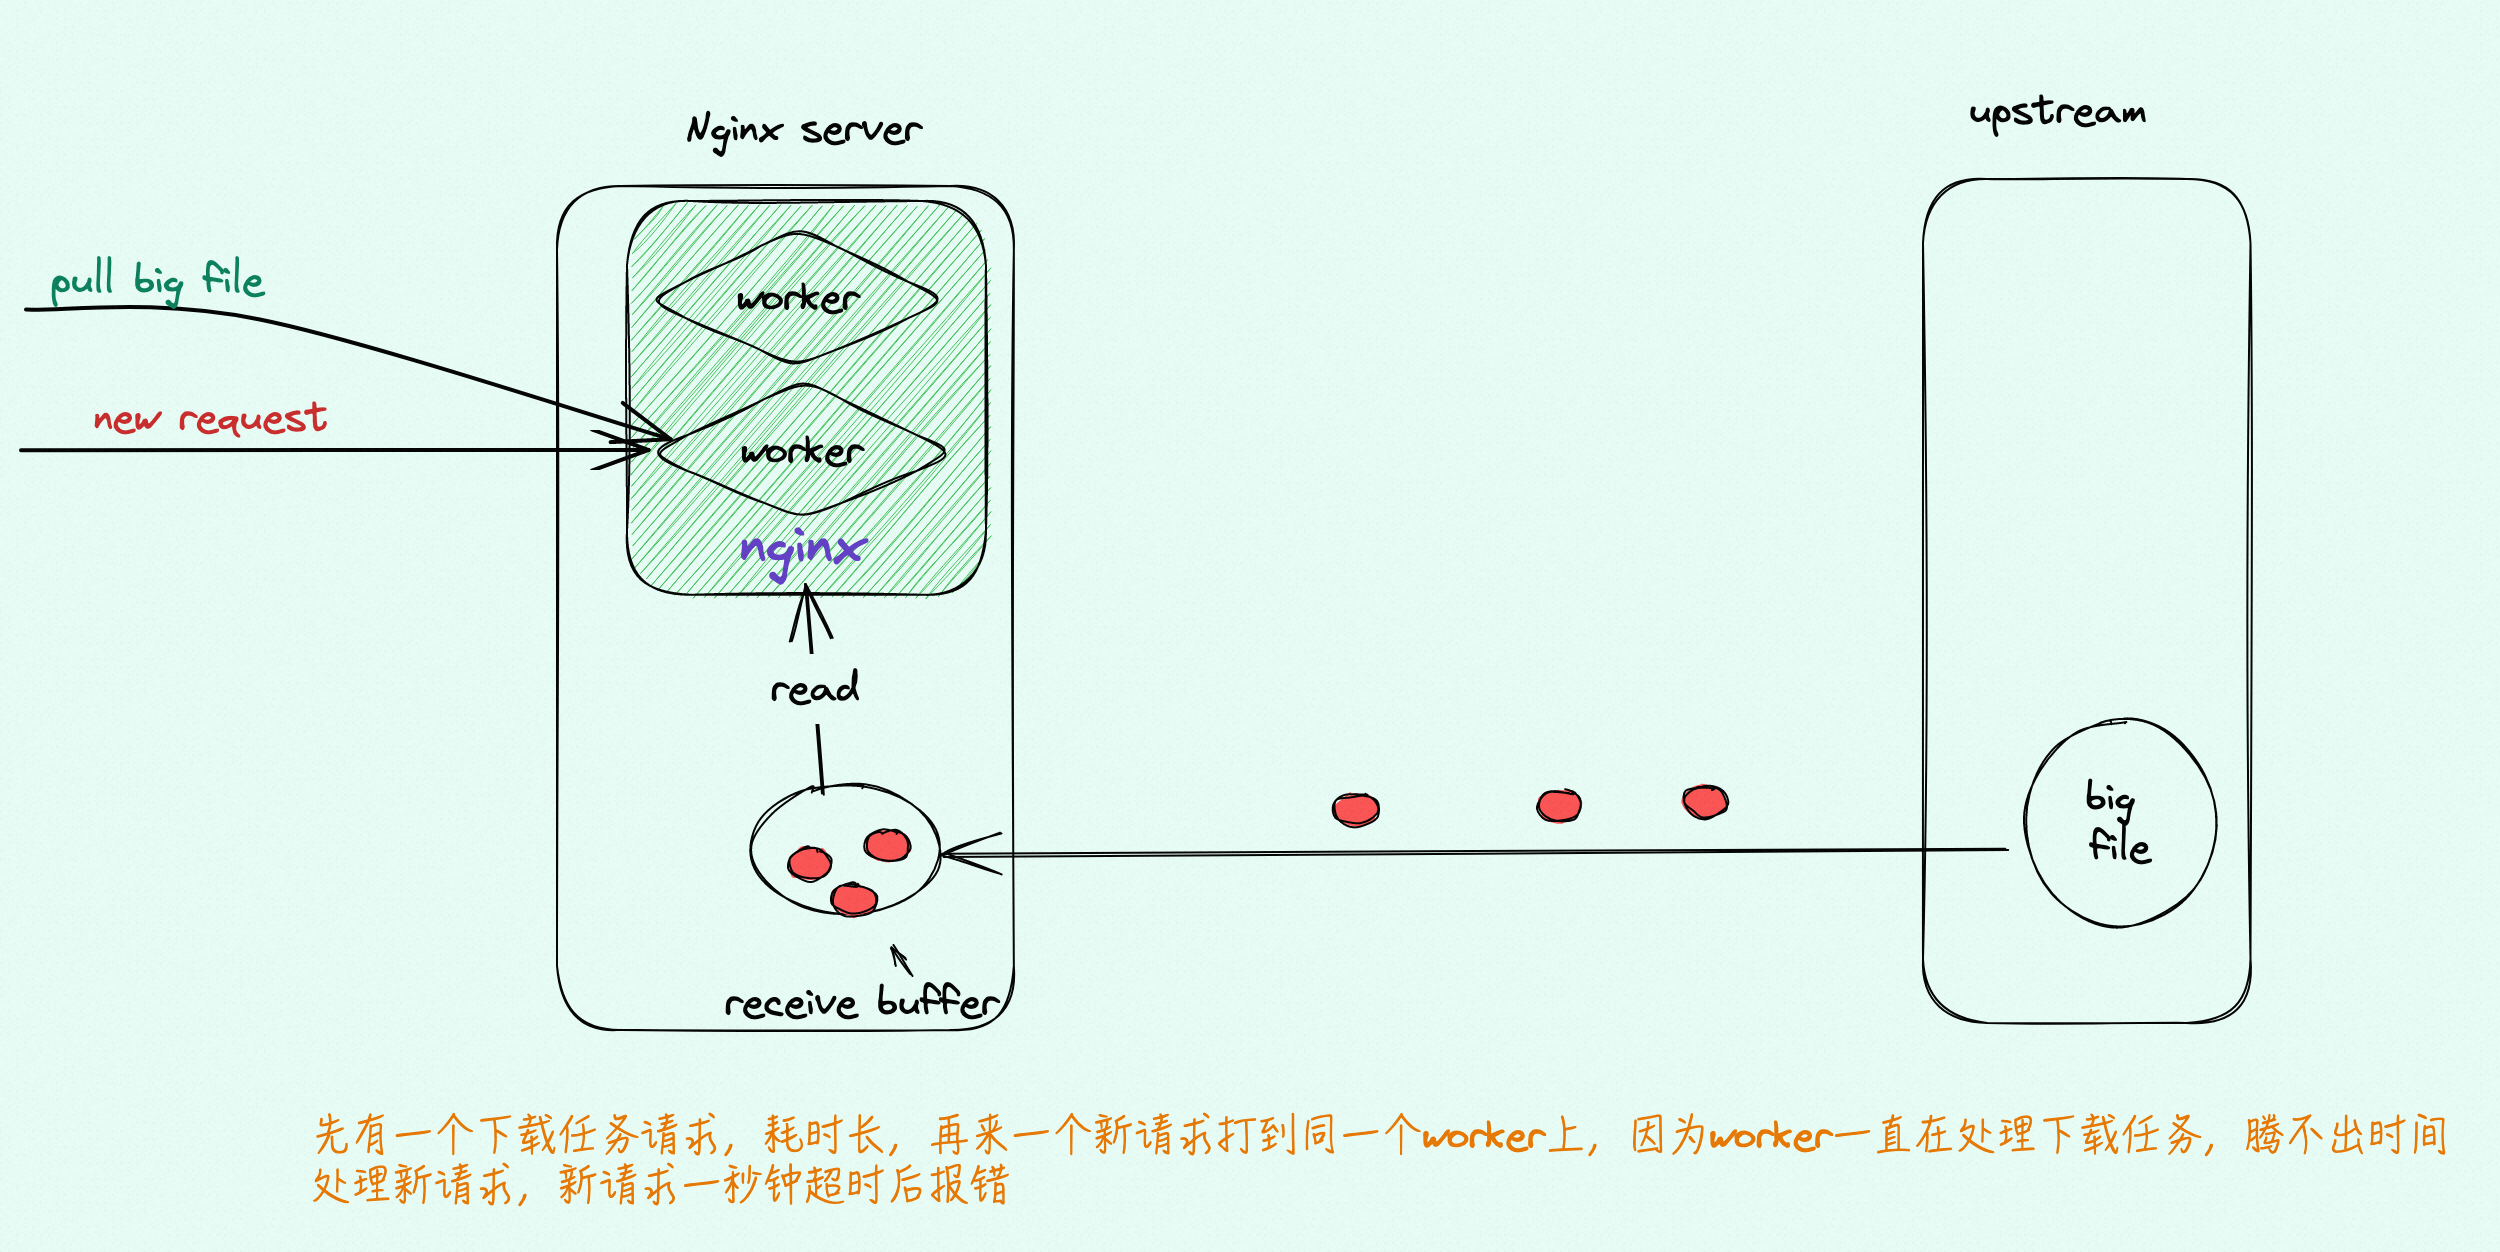 Nginx server
upstream
pull big file
worker
new request
worker
nginx
read
big
file
receive buffer
先有一个下载任务请求，耗时长，再来一个新请求打到同一个worker上，因为worker一直在处理下载任务，腾不出时间
处理新请求，新请求一秒钟超时后报错